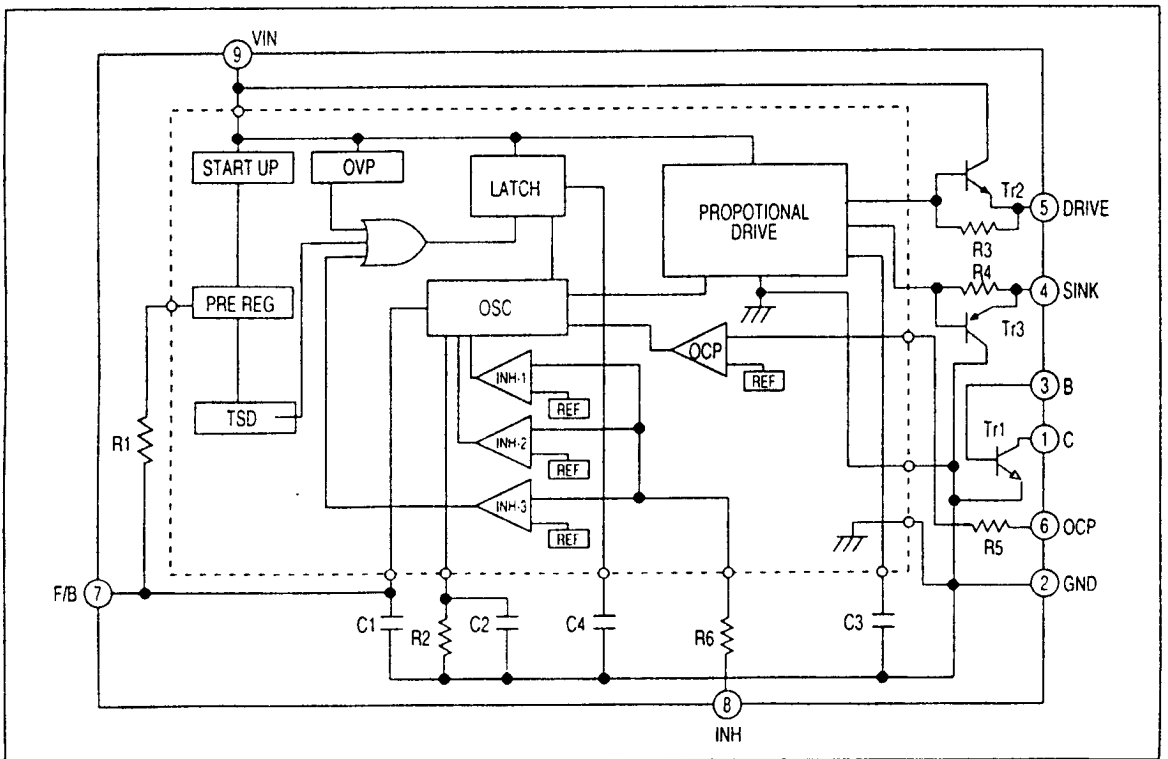 VIN
9
START UP
OVP
LATCH
PROPOTIONAL
DRIVE
Tr2
5 DRIVE
R3
R4
4 SINK
PRE REG
OSC
Tr3
OCP
REF
INH-1
REF
3 B
TSD
R1
INH-2
REF
Tr1
1 C
INH-3
REF
6 OCP
R5
F/B 7
2 GND
C1
R2
C2
C4
R6
C3
8
INH